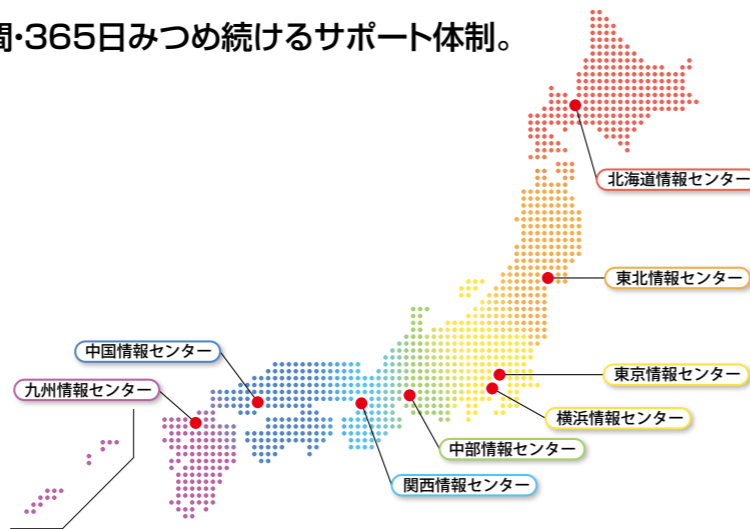 間・365日みつめ続けるサポート体制。
北海道情報センター
東北情報センター
中国情報センター
東京情報センター
九州情報センター
横浜情報センター
中部情報センター
関西情報センター